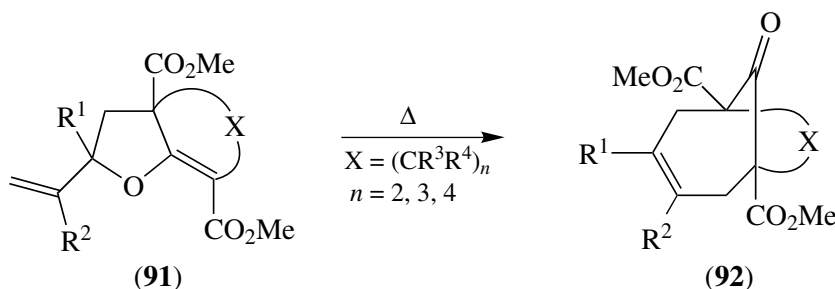 CO₂Me
R¹
X
O
R²
CO₂Me
(91)
Δ
X = (CR³R⁴)ₙ
n = 2, 3, 4
O
MeO₂C
X
R¹
R²
CO₂Me
(92)